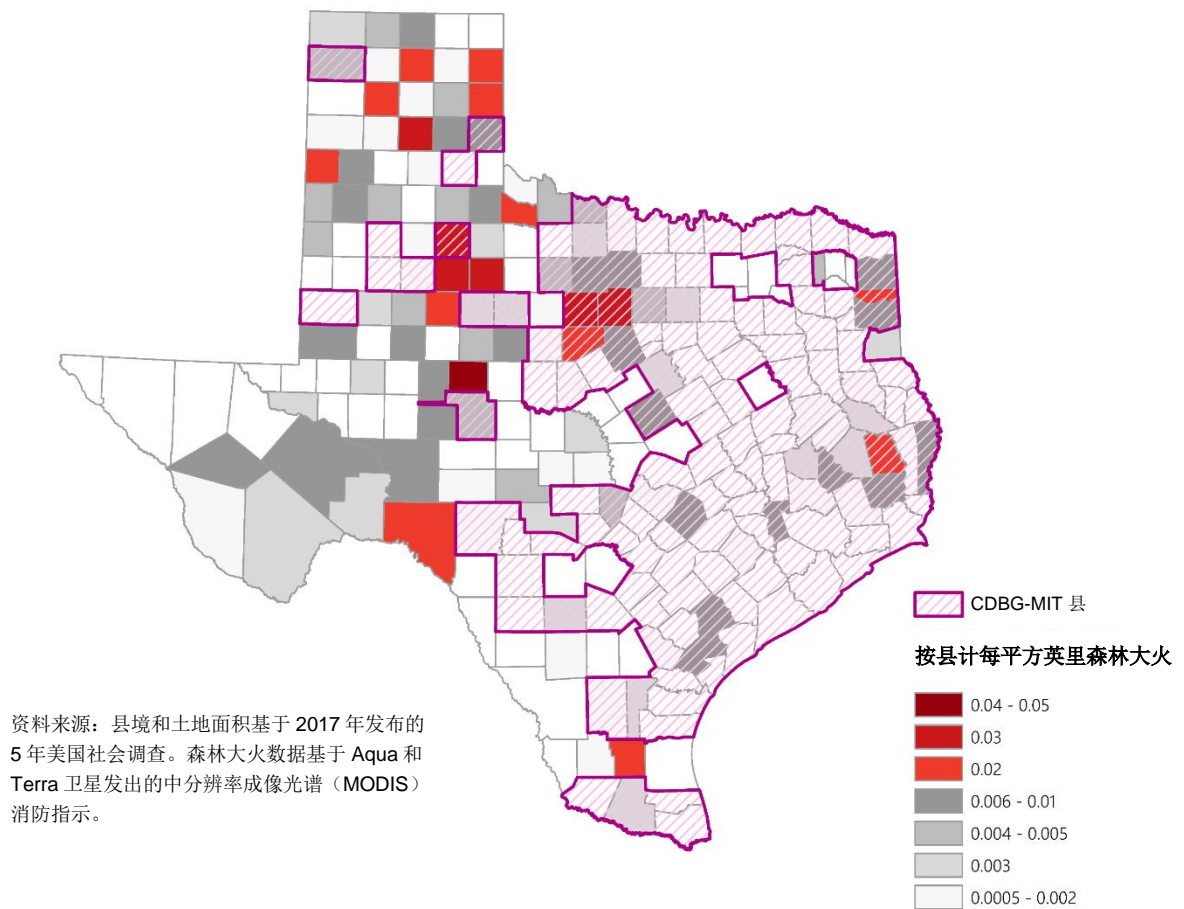 CDBG-MIT 县
按县计每平方英里森林大火
0.04 - 0.05
0.03
0.02
0.006 - 0.01
0.004 - 0.005
0.003
0.0005 - 0.002
资料来源：县境和土地面积基于 2017 年发布的
5 年美国社会调查。森林大火数据基于 Aqua 和
Terra 卫星发出的中分辨率成像光谱（MODIS）
消防指示。